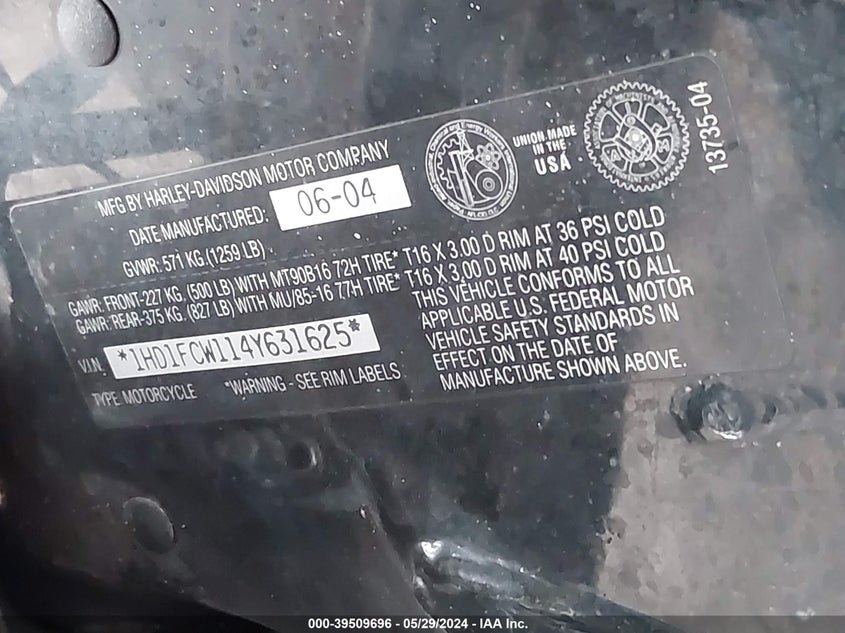 MFG BY HARLEY-DAVIDSON MOTOR COMPANY
DATE MANUFACTURED: 06-04
GVWR: 571 KG (1259 LB)
UNION MADE
IN THE
USA
13735-04
GAWR: FRONT-227 KG. (500 LB) WITH MT90B16 72H TIRE* T16 X 3.00 D RIM AT 36 PSI COLD
GAWR: REAR-375 KG. (827 LB) WITH MU/85-16 77H TIRE* T16 X 3.00 D RIM AT 40 PSI COLD
THIS VEHICLE CONFORMS TO ALL
APPLICABLE U.S. FEDERAL MOTOR
VEHICLE SAFETY STANDARDS IN
EFFECT ON THE DATE OF
MANUFACTURE SHOWN ABOVE.
V.I.N. *1HD1FCW114Y631625*
TYPE: MOTORCYCLE *WARNING - SEE RIM LABELS
000-39509696 - 05/29/2024 - IAA Inc.